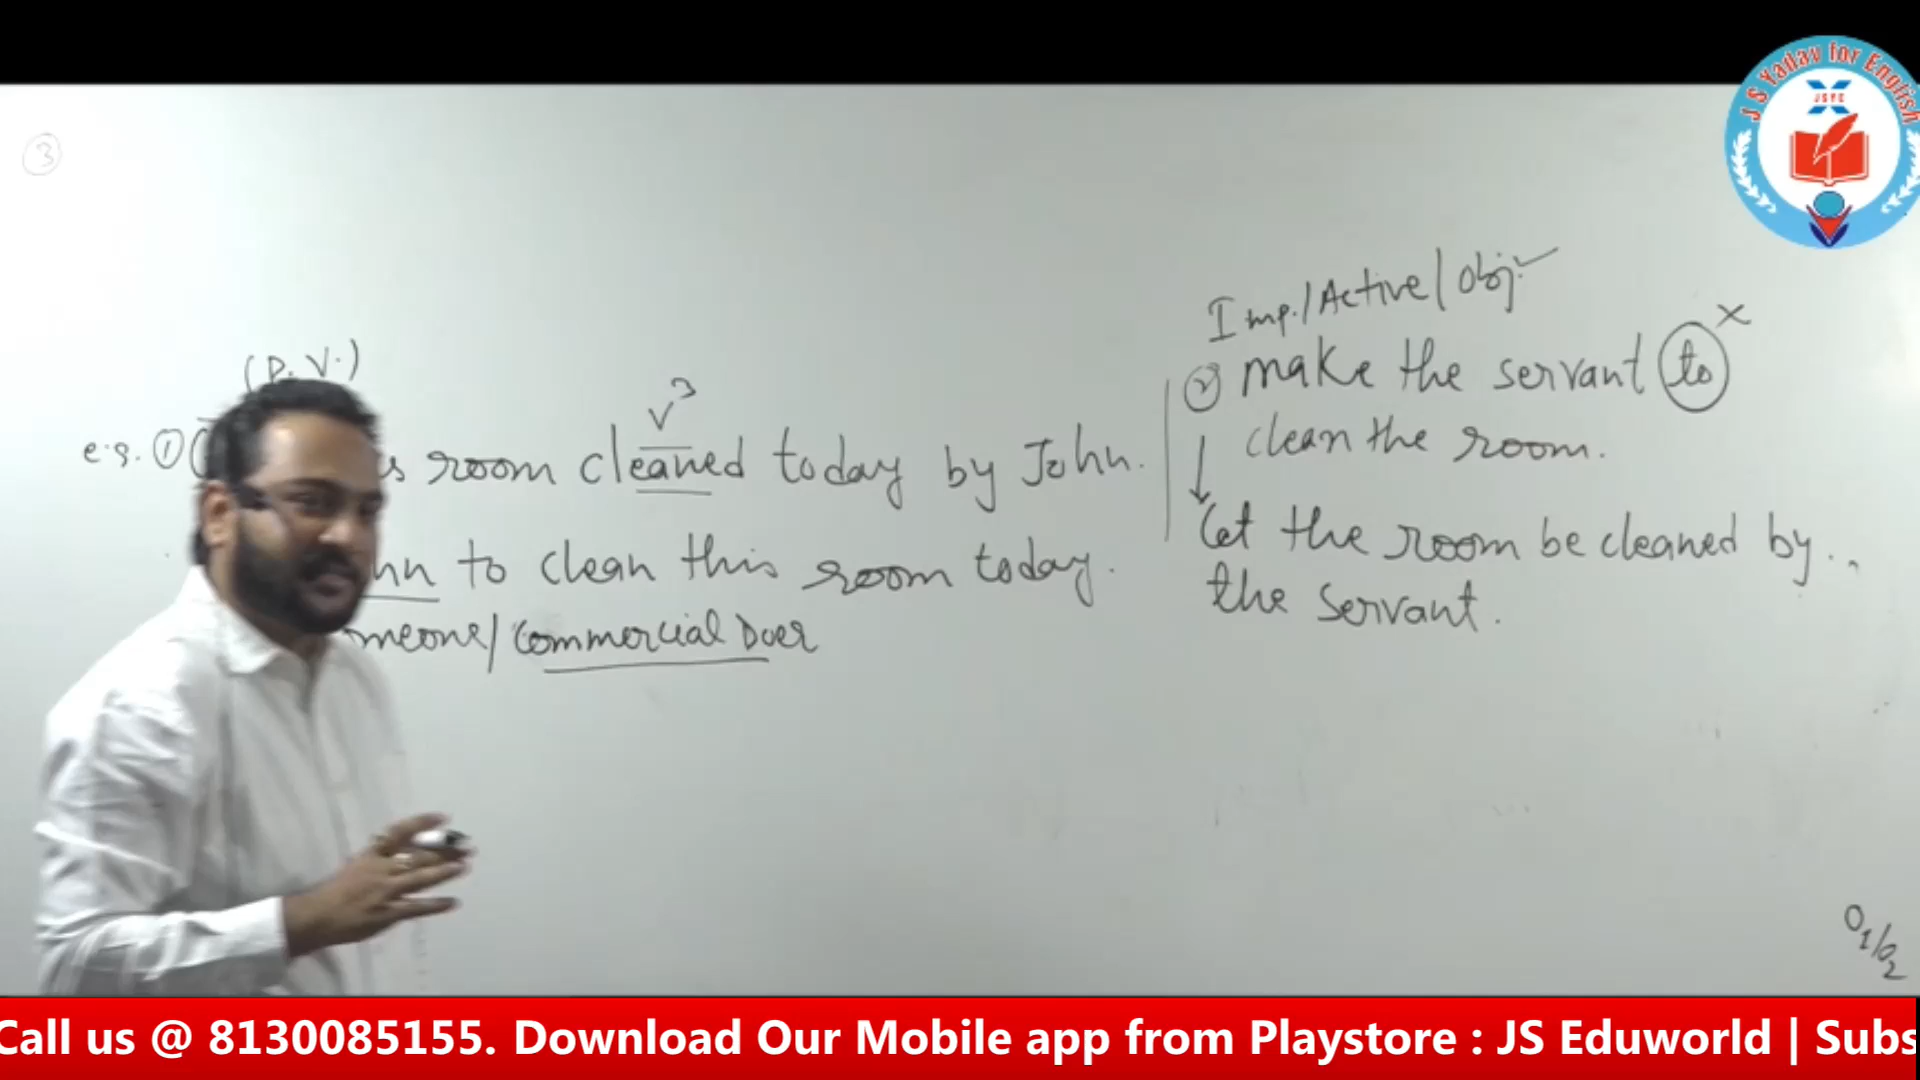 J S Yadav for English
JSYE
3
(P.V.)
V3
e.g. ① room cleaned today by John.
to clean this room today.
/ Commercial Doer
Imp./Active/Obj.
② make the servant to x
clean the room.
Let the room be cleaned by..
the servant.
O1/O2
Call us @ 8130085155. Download Our Mobile app from Playstore : JS Eduworld | Subs